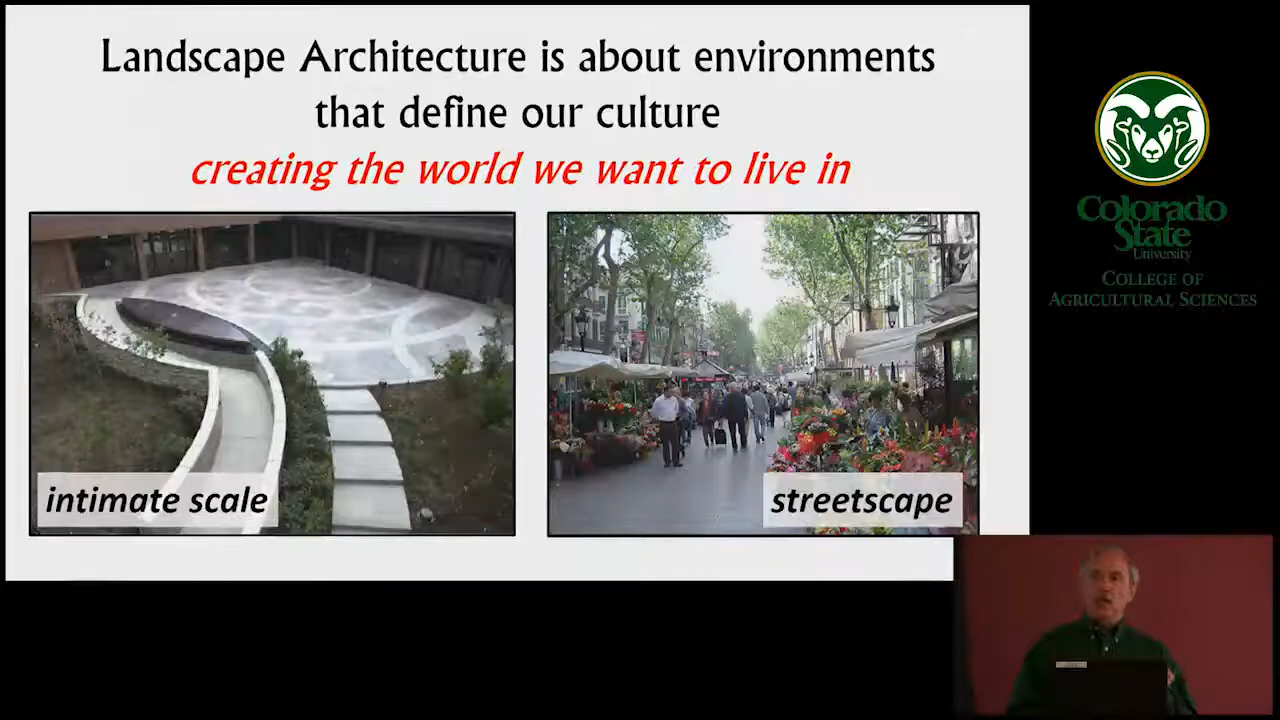 Landscape Architecture is about environments
that define our culture
creating the world we want to live in
intimate scale
streetscape
Colorado
State
University
COLLEGE OF
AGRICULTURAL SCIENCES